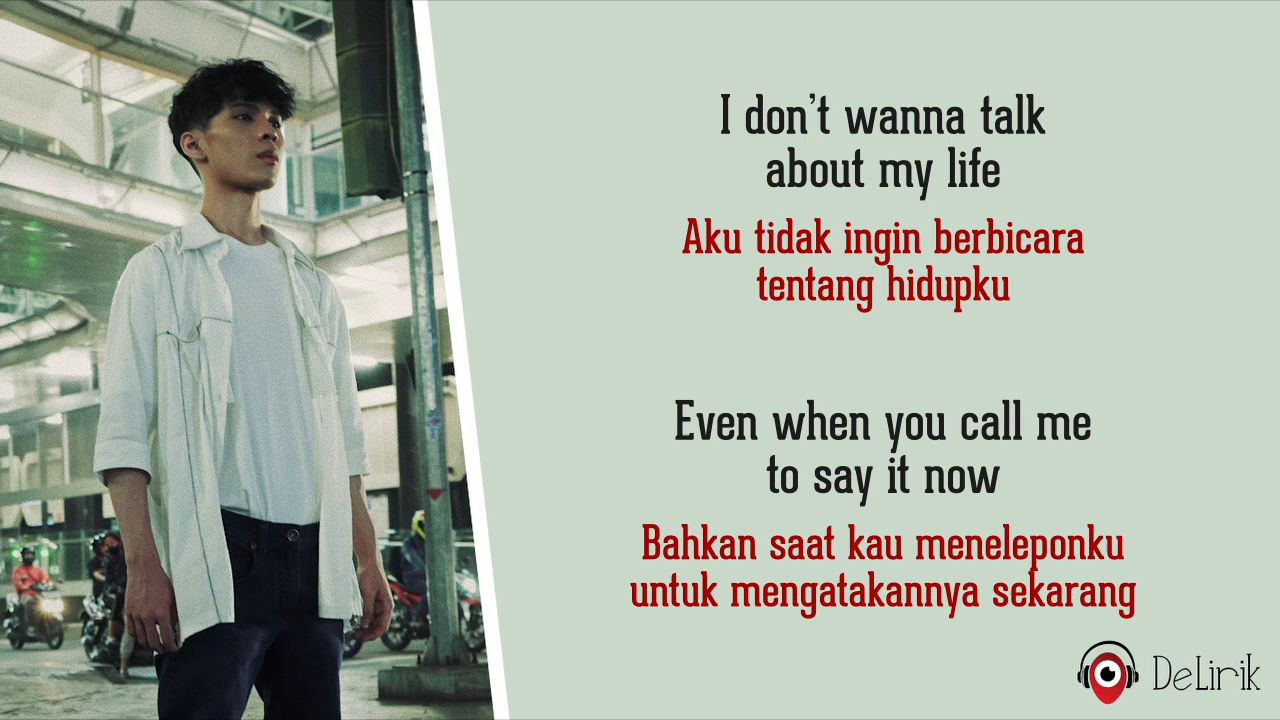 I don't wanna talk
about my life
Aku tidak ingin berbicara
tentang hidupku
Even when you call me
to say it now
Bahkan saat kau meneleponku
untuk mengatakannya sekarang
DeLirik